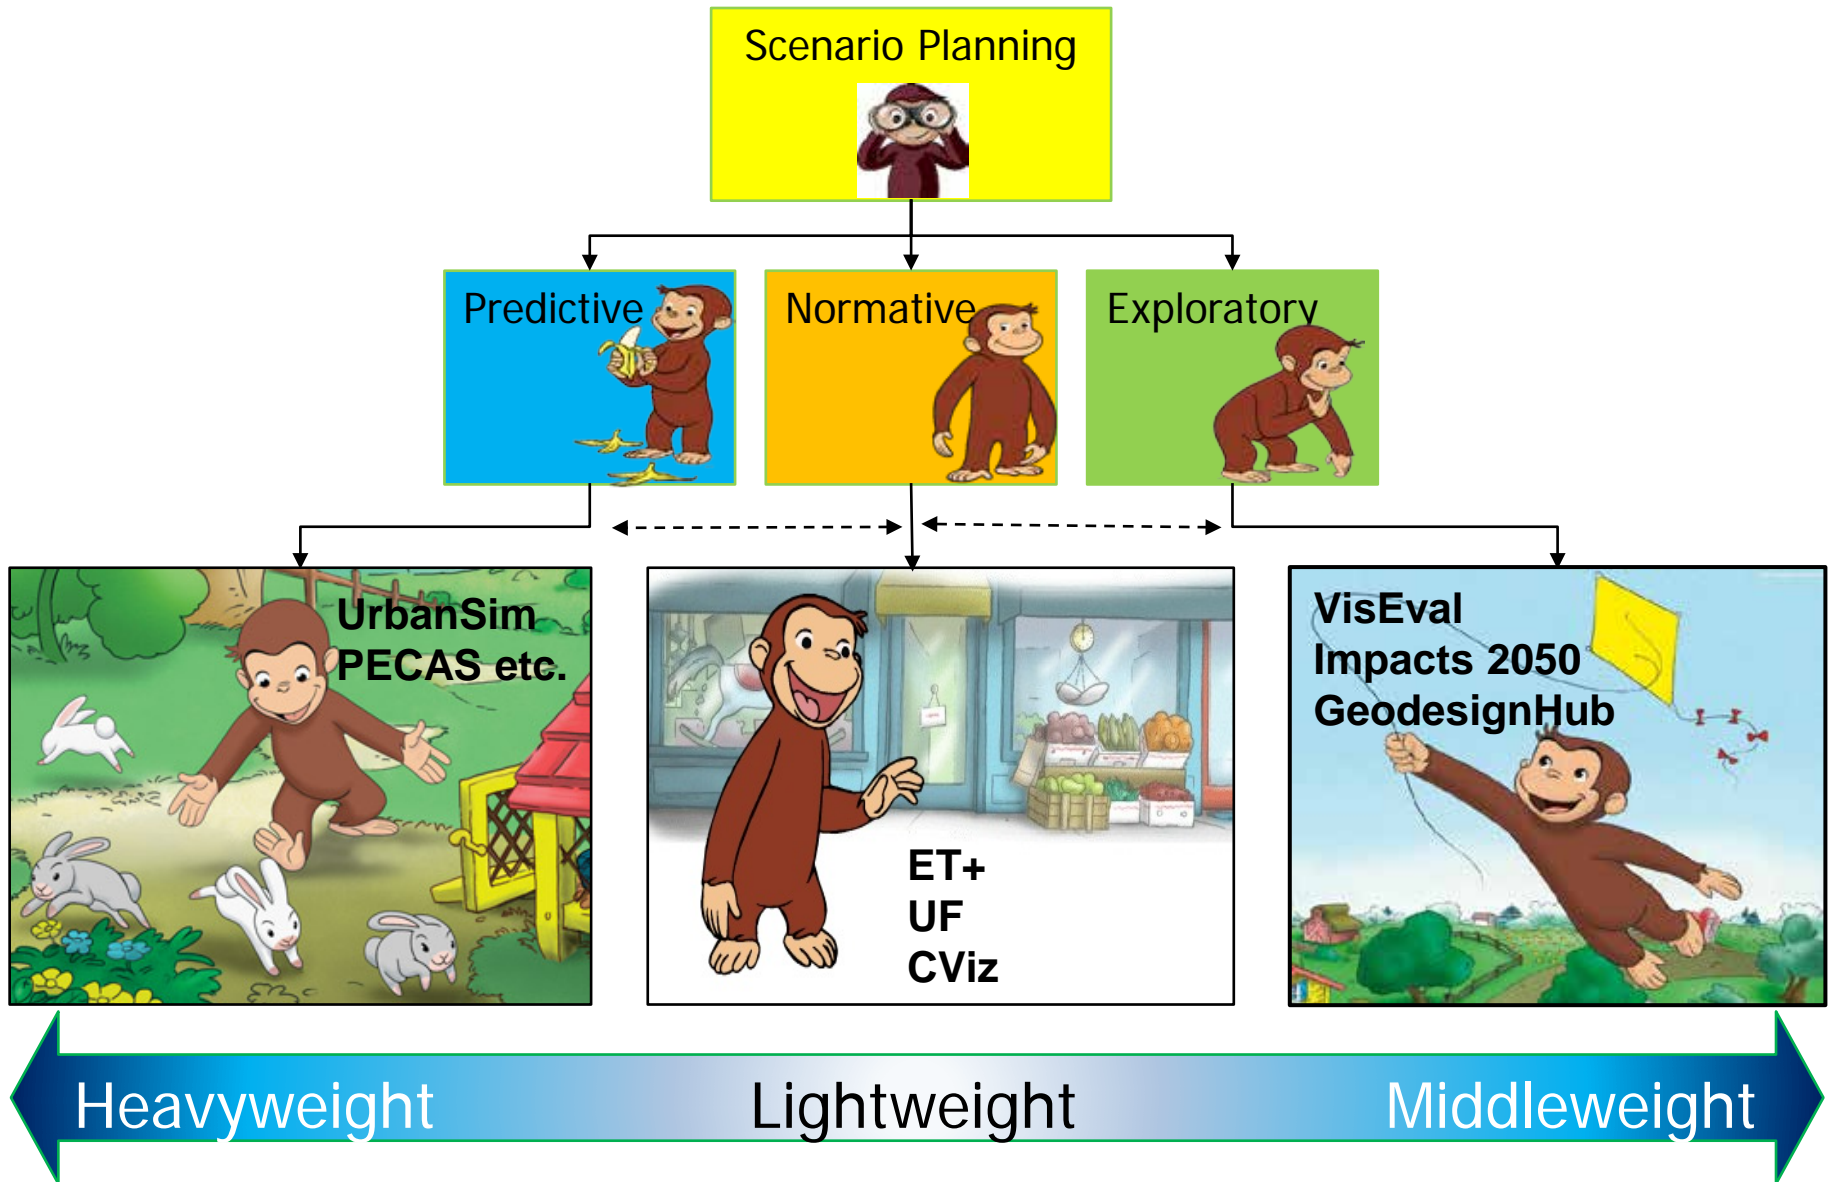 Scenario Planning
Predictive
Normative
Exploratory
UrbanSim
PECAS etc.
ET+
UF
CViz
VisEval
Impacts 2050
GeodesignHub
Heavyweight
Lightweight
Middleweight